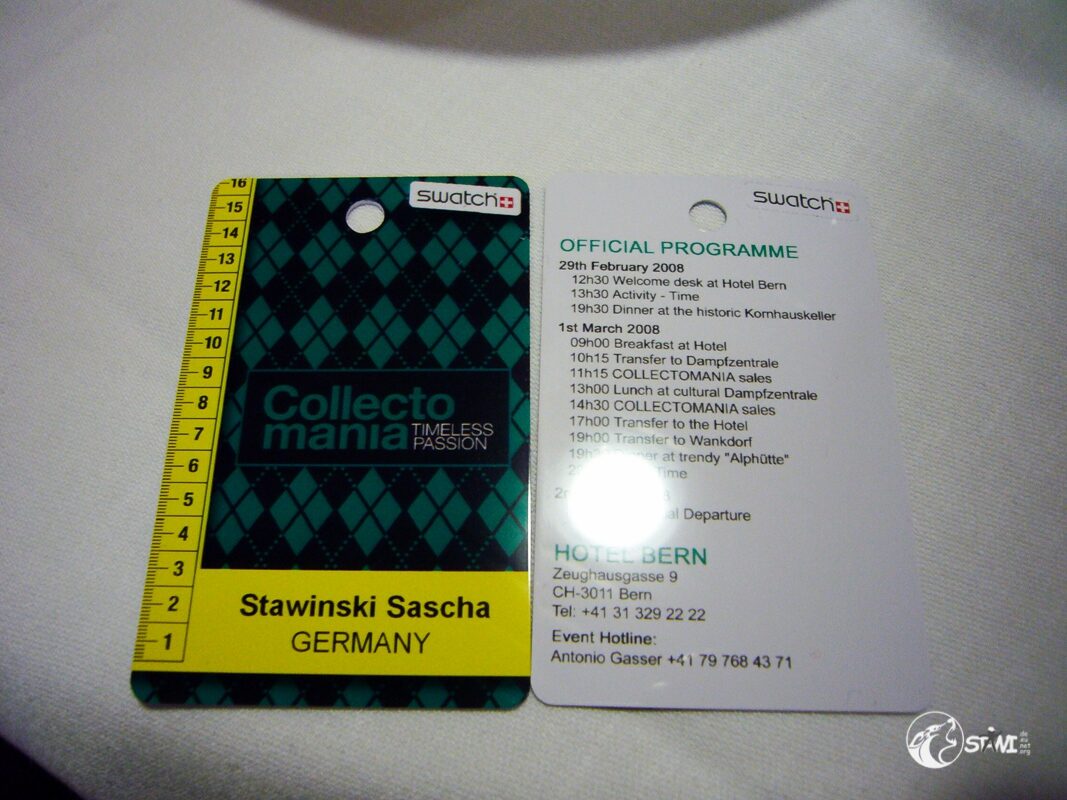 16
15
14
13
12
11
10
9
8
7
6
5
4
3
2
1
swatch
Collecto
mania TIMELESS
PASSION
Stawinski Sascha
GERMANY
swatch
OFFICIAL PROGRAMME
29th February 2008
12h30 Welcome desk at Hotel Bern
13h30 Activity - Time
19h30 Dinner at the historic Kornhauskeller
1st March 2008
09h00 Breakfast at Hotel
10h15 Transfer to Dampfzentrale
11h15 COLLECTOMANIA sales
13h00 Lunch at cultural Dampfzentrale
14h30 COLLECTOMANIA sales
17h00 Transfer to the Hotel
19h00 Transfer to Wankdorf
at trendy "Alphütte"
Time
Departure
HOTEL BERN
Zeughausgasse 9
CH-3011 Bern
Tel: +41 31 329 22 22
Event Hotline:
Antonio Gasser +41 79 768 43 71
STANI
de
eu
net
org